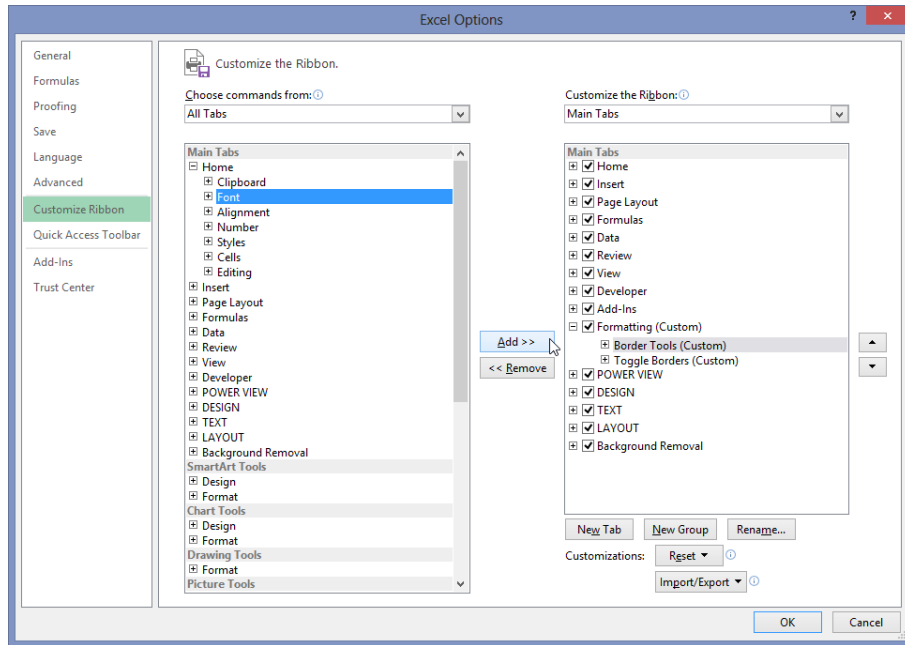 Excel Options
?
×
General
Formulas
Proofing
Save
Language
Advanced
Customize Ribbon
Quick Access Toolbar
Add-Ins
Trust Center
Customize the Ribbon.
Choose commands from:
All Tabs
Main Tabs
Home
Clipboard
Font
Alignment
Number
Styles
Cells
Editing
Insert
Page Layout
Formulas
Data
Review
View
Developer
POWER VIEW
DESIGN
TEXT
LAYOUT
Background Removal
SmartArt Tools
Design
Format
Chart Tools
Design
Format
Drawing Tools
Format
Picture Tools
Add >>
<< Remove
Customize the Ribbon:
Main Tabs
Main Tabs
Home
Insert
Page Layout
Formulas
Data
Review
View
Developer
Add-Ins
Formatting (Custom)
Border Tools (Custom)
Toggle Borders (Custom)
POWER VIEW
DESIGN
TEXT
LAYOUT
Background Removal
New Tab New Group Rename...
Customizations: Reset
Import/Export
OK Cancel